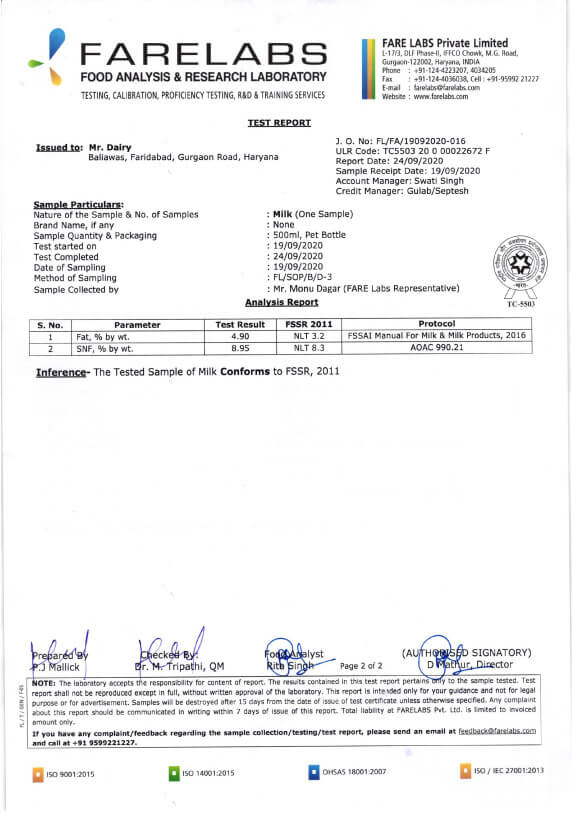 FARELABS
FOOD ANALYSIS & RESEARCH LABORATORY
TESTING, CALIBRATION, PROFICIENCY TESTING, R&D & TRAINING SERVICES
FARE LABS Private Limited
L-17/3, DLF Phase-II, IFFCO Chowk, M.G. Road,
Gurgaon-122002, Haryana, INDIA
Phone : +91-124-4223207, 4034205
Fax : +91-124-4036038, Cell : +91-95992 21227
E-mail : farelabs@farelabs.com
Website : www.farelabs.com
TEST REPORT
Issued to: Mr. Dairy
Baliawas, Faridabad, Gurgaon Road, Haryana
J. O. No: FL/FA/19092020-016
ULR Code: TC5503 20 0 00022672 F
Report Date: 24/09/2020
Sample Receipt Date: 19/09/2020
Account Manager: Swati Singh
Credit Manager: Gulab/Septesh
Sample Particulars:
Nature of the Sample & No. of Samples : Milk (One Sample)
Brand Name, if any : None
Sample Quantity & Packaging : 500ml, Pet Bottle
Test started on : 19/09/2020
Test Completed : 24/09/2020
Date of Sampling : 19/09/2020
Method of Sampling : FL/SOP/B/D-3
Sample Collected by : Mr. Monu Dagar (FARE Labs Representative)
TC-5503
Analysis Report
S. No. Parameter Test Result FSSR 2011 Protocol
1 Fat, % by wt. 4.90 NLT 3.2 FSSAI Manual For Milk & Milk Products, 2016
2 SNF, % by wt. 8.95 NLT 8.3 AOAC 990.21
Inference- The Tested Sample of Milk Conforms to FSSR, 2011
Prepared By Checked By: Food Analyst (AUTHORISED SIGNATORY)
P.J Mallick Dr. M. Tripathi, QM Ritu Singh Page 2 of 2 D Mathur, Director
NOTE: The laboratory accepts the responsibility for content of report. The results contained in this test report pertains only to the sample tested. Test
report shall not be reproduced except in full, without written approval of the laboratory. This report is intended only for your guidance and not for legal
purpose or for advertisement. Samples will be destroyed after 15 days from the date of issue of test certificate unless otherwise specified. Any complaint
about this report should be communicated in writing within 7 days of issue of this report. Total liability at FARELABS Pvt. Ltd. is limited to invoiced
amount only.
If you have any complaint/feedback regarding the sample collection/testing/test report, please send an email at feedback@farelabs.com
and call at +91 9599221227.
ISO 9001:2015 ISO 14001:2015 OHSAS 18001:2007 ISO / IEC 27001:2013